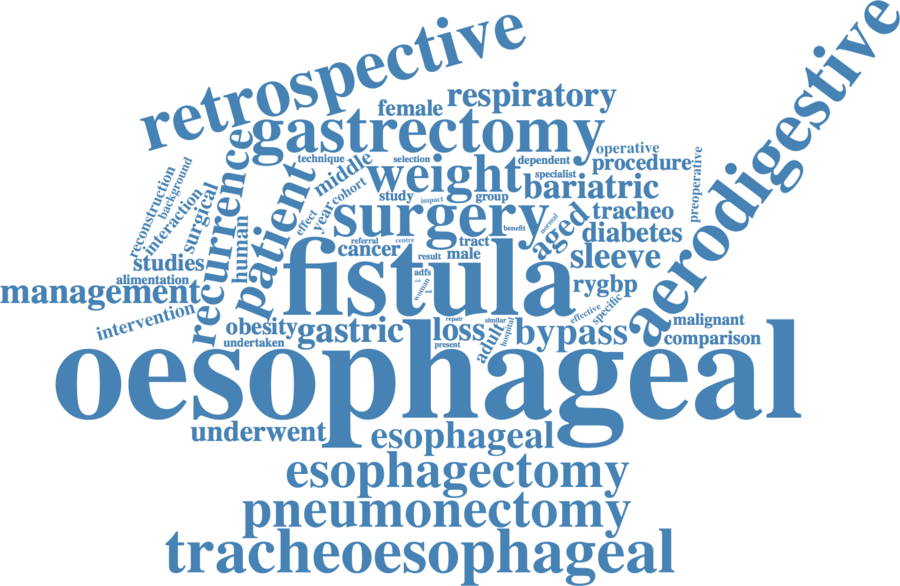 retrospective
aerodigestive
respiratory
female
gastrectomy
operative
technique
selection
dependent
procedure
middle
weight
specialist
bariatric
preoperative
background
reconstruction
interaction
surgical
recurrence
patient
human
cohort
year
effect
study
impact
group
surgery
normal
aged
tracheo
benefit
diabetes
referral
centre
tract
cancer
result
male
sleeve
studies
fistula
adfs
woman
alimentation
rygbp
management
intervention
effective
specific
obesity
gastric
repair
loss
similar
adult
hospital
bypass
malignant
undertaken
present
comparison
oesophageal
underwent
esophageal
esophagectomy
pneumonectomy
tracheoesophageal